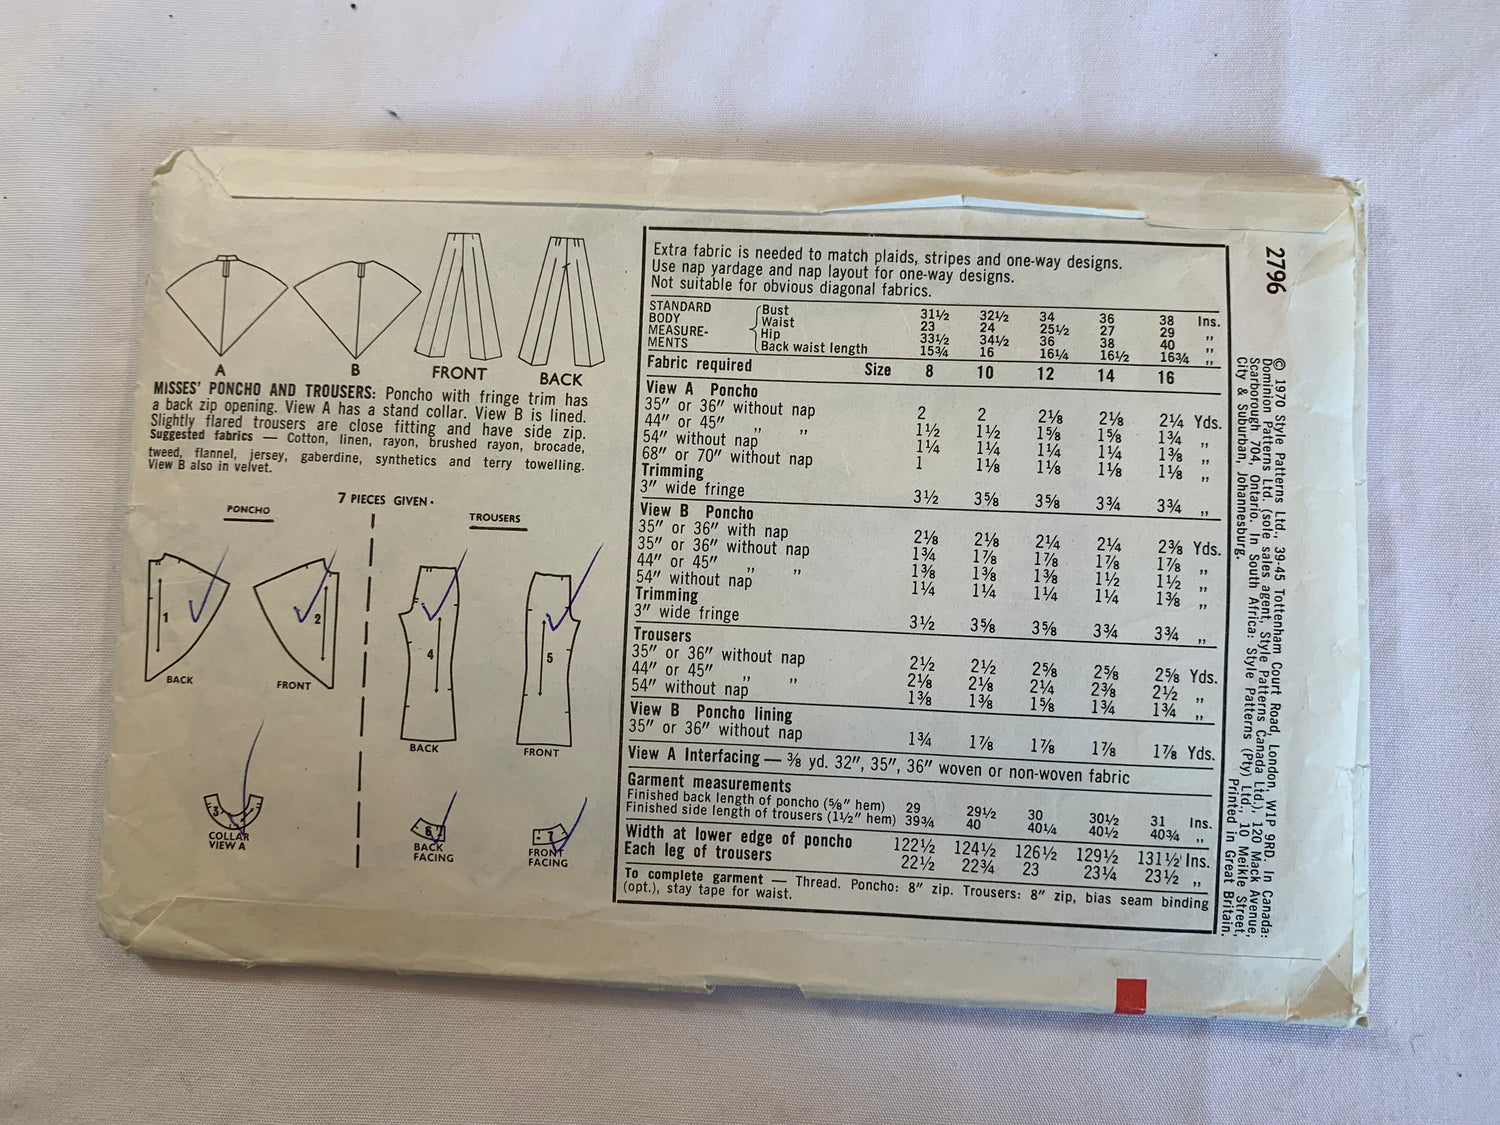 A
B
FRONT
BACK
MISSES' PONCHO AND TROUSERS: Poncho with fringe trim has
a back zip opening. View A has a stand collar. View B is lined.
Slightly flared trousers are close fitting and have side zip.
Suggested fabrics — Cotton, linen, rayon, brushed rayon, brocade,
tweed, flannel, jersey, gaberdine, synthetics and terry towelling.
View B also in velvet.
7 PIECES GIVEN.
PONCHO
TROUSERS
1
2
4
5
BACK
FRONT
BACK
FRONT
3
COLLAR
VIEW A
6
BACK
FACING
7
FRONT
FACING
Extra fabric is needed to match plaids, stripes and one-way designs.
Use nap yardage and nap layout for one-way designs.
Not suitable for obvious diagonal fabrics.
STANDARD
BODY
MEASURE-
MENTS
Bust 31½ 32½ 34 36 38 Ins.
Waist 23 24 25½ 27 29 „
Hip 33½ 34½ 36 38 40 „
Back waist length 15¾ 16 16¼ 16½ 16¾ „
Fabric required Size 8 10 12 14 16
View A Poncho
35″ or 36″ without nap 2 2 2⅛ 2⅛ 2¼ Yds.
44″ or 45″ „ „ 1½ 1½ 1⅝ 1⅝ 1¾ „
54″ without nap 1¼ 1¼ 1¼ 1¼ 1⅜ „
68″ or 70″ without nap 1 1⅛ 1⅛ 1⅛ 1⅛ „
Trimming
3″ wide fringe 3½ 3⅝ 3⅝ 3¾ 3¾ „
View B Poncho
35″ or 36″ with nap 2⅛ 2⅛ 2¼ 2¼ 2⅜ Yds.
35″ or 36″ without nap 1¾ 1⅞ 1⅞ 1⅞ 1⅞ „
44″ or 45″ „ „ 1⅜ 1⅜ 1⅜ 1½ 1½ „
54″ without nap 1¼ 1¼ 1¼ 1¼ 1⅜ „
Trimming
3″ wide fringe 3½ 3⅝ 3⅝ 3¾ 3¾ „
Trousers
35″ or 36″ without nap 2½ 2½ 2⅝ 2⅝ 2⅝ Yds.
44″ or 45″ „ „ 2⅛ 2⅛ 2¼ 2⅜ 2½ „
54″ without nap 1⅜ 1⅜ 1⅝ 1¾ 1¾ „
View B Poncho lining
35″ or 36″ without nap 1¾ 1⅞ 1⅞ 1⅞ 1⅞ Yds.
View A Interfacing — ⅜ yd. 32″, 35″, 36″ woven or non-woven fabric
Garment measurements
Finished back length of poncho (⅝″ hem) 29 29½ 30 30½ 31 Ins.
Finished side length of trousers (1½″ hem) 39¾ 40 40¼ 40½ 40¾ „
Width at lower edge of poncho 122½ 124½ 126½ 129½ 131½ Ins.
Each leg of trousers 22½ 22¾ 23 23¼ 23½ „
To complete garment — Thread. Poncho: 8″ zip. Trousers: 8″ zip, bias seam binding
(opt.), stay tape for waist.
2796
© 1970 Style Patterns Ltd., 39-45 Tottenham Court Road, London, W1P 9RD. In Canada:
Dominion Patterns Ltd. (sole sales agent, Style Patterns Canada Ltd.), 120 Mack Avenue,
Scarborough 704, Ontario. In South Africa: Style Patterns (Pty) Ltd., 10 Meikle Street,
City & Suburban, Johannesburg.
Printed in Great Britain.